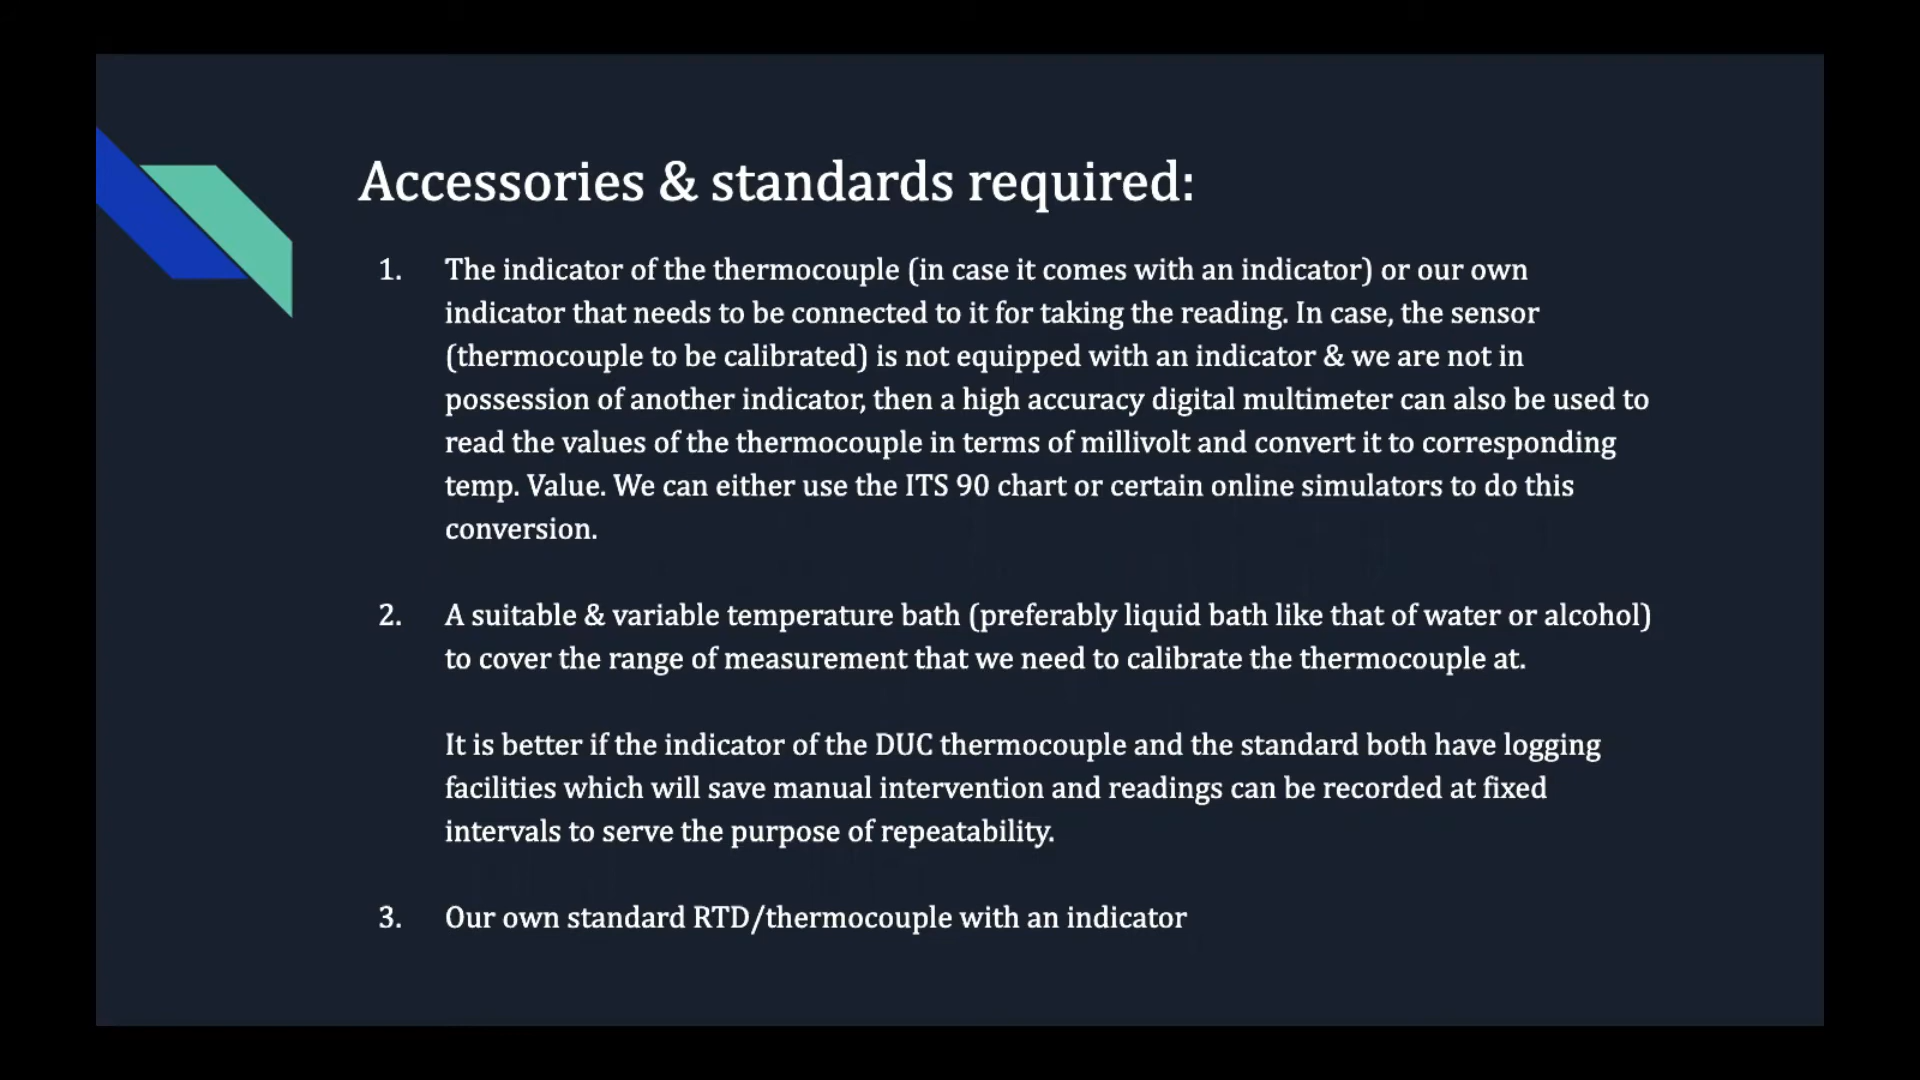 Accessories & standards required:
1. The indicator of the thermocouple (in case it comes with an indicator) or our own
indicator that needs to be connected to it for taking the reading. In case, the sensor
(thermocouple to be calibrated) is not equipped with an indicator & we are not in
possession of another indicator, then a high accuracy digital multimeter can also be used to
read the values of the thermocouple in terms of millivolt and convert it to corresponding
temp. Value. We can either use the ITS 90 chart or certain online simulators to do this
conversion.
2. A suitable & variable temperature bath (preferably liquid bath like that of water or alcohol)
to cover the range of measurement that we need to calibrate the thermocouple at.
It is better if the indicator of the DUC thermocouple and the standard both have logging
facilities which will save manual intervention and readings can be recorded at fixed
intervals to serve the purpose of repeatability.
3. Our own standard RTD/thermocouple with an indicator